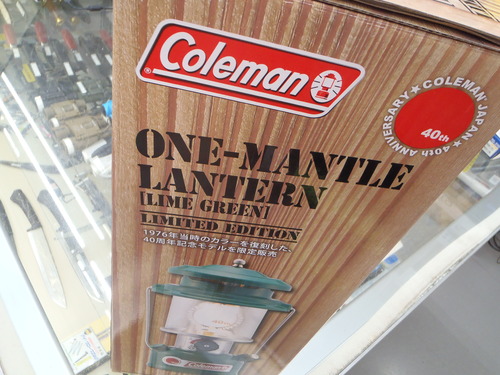 Coleman
COLEMAN JAPAN ★ 40th ANNIVERSARY ★
40th
ONE-MANTLE
LANTERN
[LIME GREEN]
LIMITED EDITION
1976年当時のカラーを復刻した、
40周年記念モデルを限定販売
Coleman